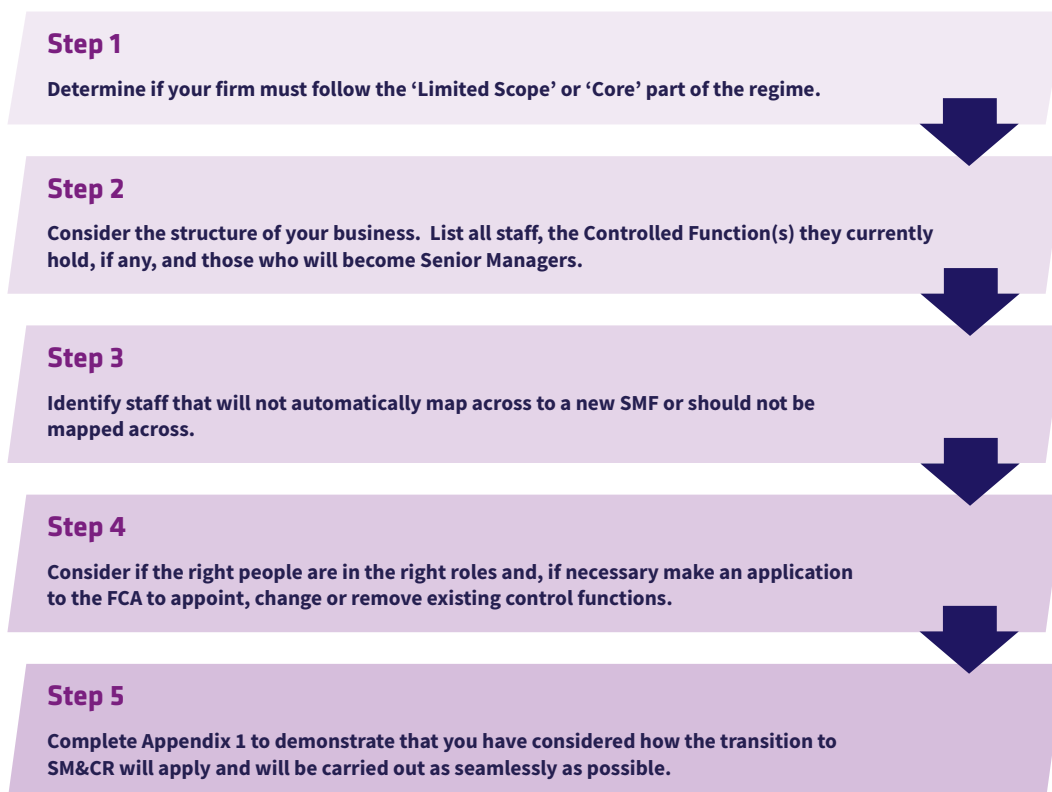 Step 1
Determine if your firm must follow the ‘Limited Scope’ or ‘Core’ part of the regime.
Step 2
Consider the structure of your business.  List all staff, the Controlled Function(s) they currently
hold, if any, and those who will become Senior Managers.
Step 3
Identify staff that will not automatically map across to a new SMF or should not be
mapped across.
Step 4
Consider if the right people are in the right roles and, if necessary make an application
to the FCA to appoint, change or remove existing control functions.
Step 5
Complete Appendix 1 to demonstrate that you have considered how the transition to
SM&CR will apply and will be carried out as seamlessly as possible.